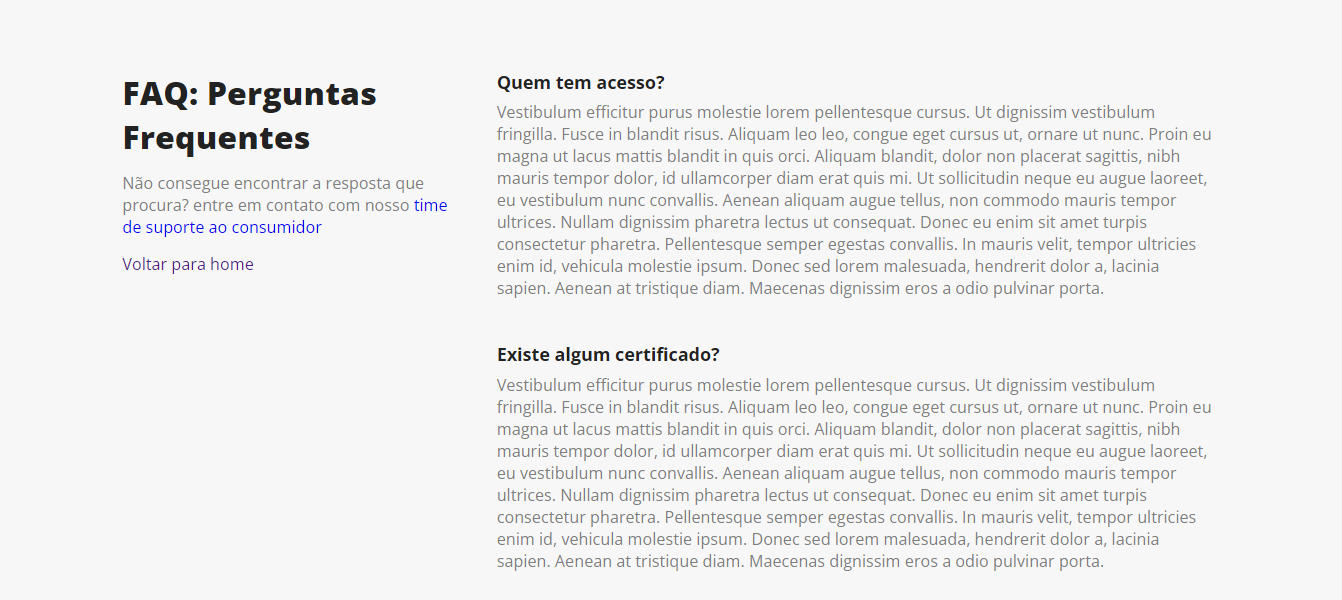 FAQ: Perguntas
Frequentes
Não consegue encontrar a resposta que
procura? entre em contato com nosso time
de suporte ao consumidor
Voltar para home
Quem tem acesso?
Vestibulum efficitur purus molestie lorem pellentesque cursus. Ut dignissim vestibulum
fringilla. Fusce in blandit risus. Aliquam leo leo, congue eget cursus ut, ornare ut nunc. Proin eu
magna ut lacus mattis blandit in quis orci. Aliquam blandit, dolor non placerat sagittis, nibh
mauris tempor dolor, id ullamcorper diam erat quis mi. Ut sollicitudin neque eu augue laoreet,
eu vestibulum nunc convallis. Aenean aliquam augue tellus, non commodo mauris tempor
ultrices. Nullam dignissim pharetra lectus ut consequat. Donec eu enim sit amet turpis
consectetur pharetra. Pellentesque semper egestas convallis. In mauris velit, tempor ultricies
enim id, vehicula molestie ipsum. Donec sed lorem malesuada, hendrerit dolor a, lacinia
sapien. Aenean at tristique diam. Maecenas dignissim eros a odio pulvinar porta.
Existe algum certificado?
Vestibulum efficitur purus molestie lorem pellentesque cursus. Ut dignissim vestibulum
fringilla. Fusce in blandit risus. Aliquam leo leo, congue eget cursus ut, ornare ut nunc. Proin eu
magna ut lacus mattis blandit in quis orci. Aliquam blandit, dolor non placerat sagittis, nibh
mauris tempor dolor, id ullamcorper diam erat quis mi. Ut sollicitudin neque eu augue laoreet,
eu vestibulum nunc convallis. Aenean aliquam augue tellus, non commodo mauris tempor
ultrices. Nullam dignissim pharetra lectus ut consequat. Donec eu enim sit amet turpis
consectetur pharetra. Pellentesque semper egestas convallis. In mauris velit, tempor ultricies
enim id, vehicula molestie ipsum. Donec sed lorem malesuada, hendrerit dolor a, lacinia
sapien. Aenean at tristique diam. Maecenas dignissim eros a odio pulvinar porta.